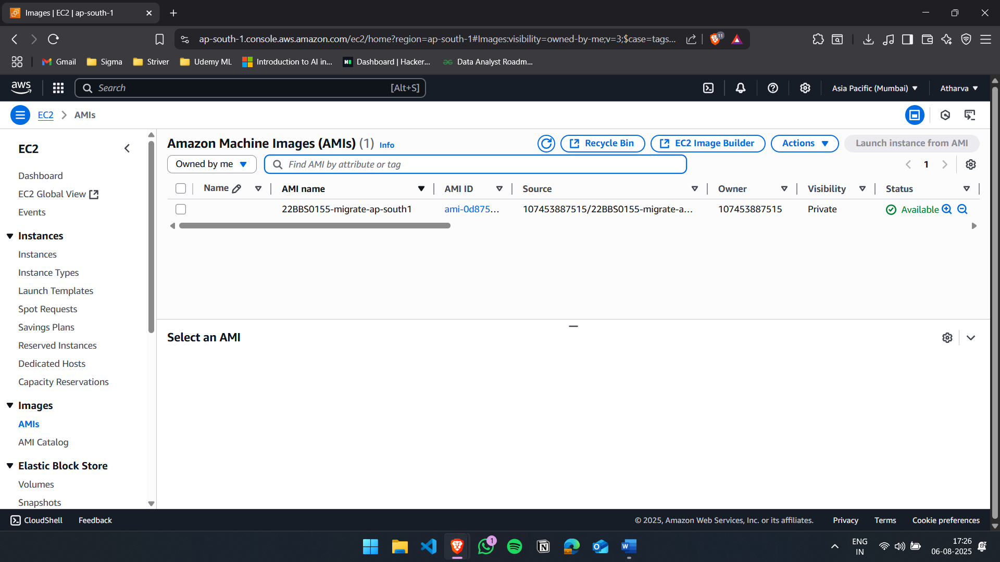 Images | EC2 | ap-south-1
ap-south-1.console.aws.amazon.com/ec2/home?region=ap-south-1#Images:visibility=owned-by-me;v=3;$case=tags...
11
Gmail
Sigma
Striver
Udemy ML
Introduction to AI in...
Dashboard | Hacker...
Data Analyst Roadm...
aws
Search
[Alt+S]
Asia Pacific (Mumbai)
Atharva
EC2
AMIs
EC2
Dashboard
EC2 Global View
Events
Instances
Instances
Instance Types
Launch Templates
Spot Requests
Savings Plans
Reserved Instances
Dedicated Hosts
Capacity Reservations
Images
AMIs
AMI Catalog
Elastic Block Store
Volumes
Snapshots
Amazon Machine Images (AMIs) (1) Info
Recycle Bin
EC2 Image Builder
Actions
Launch instance from AMI
Owned by me
Find AMI by attribute or tag
1
Name
AMI name
AMI ID
Source
Owner
Visibility
Status
22BBS0155-migrate-ap-south1
ami-0d875...
107453887515/22BBS0155-migrate-a...
107453887515
Private
Available
Select an AMI
CloudShell
Feedback
© 2025, Amazon Web Services, Inc. or its affiliates.
Privacy
Terms
Cookie preferences
1
ENG
IN
17:26
06-08-2025